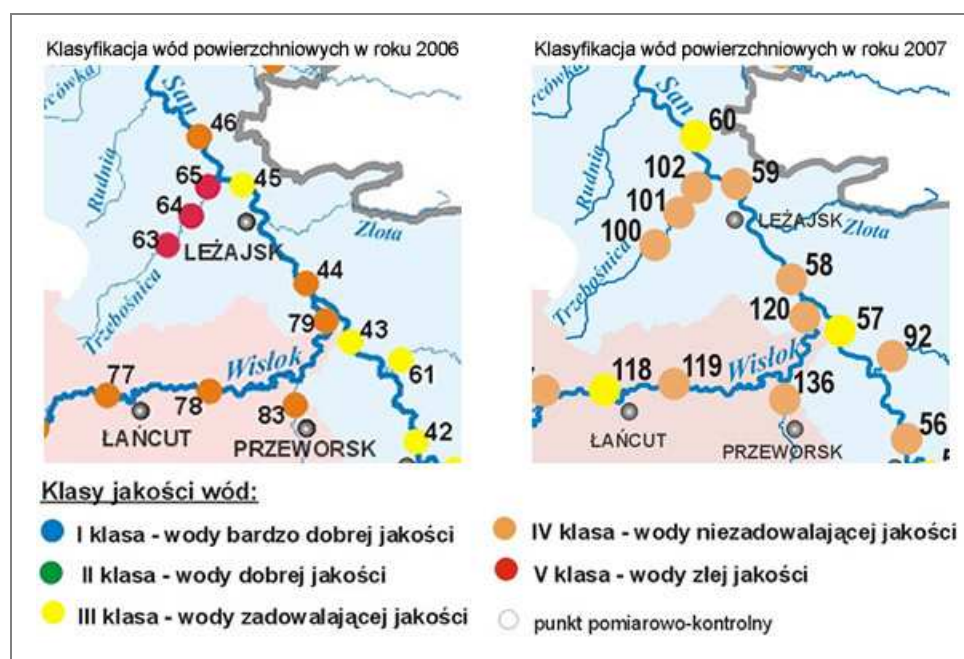 Klasyfikacja wód powierzchniowych w roku 2006
San
Rudnia
46
65
45
64
63
LEŻAJSK
Złota
Trzebośnica
44
79
43
Wisłok
61
77
78
83
42
ŁAŃCUT
PRZEWORSK
Klasyfikacja wód powierzchniowych w roku 2007
San
Rudnia
60
102
59
101
100
LEŻAJSK
Złota
Trzebośnica
58
120
57
92
Wisłok
118
119
136
56
ŁAŃCUT
PRZEWORSK
Klasy jakości wód:
I klasa - wody bardzo dobrej jakości
II klasa - wody dobrej jakości
III klasa - wody zadowalającej jakości
IV klasa - wody niezadowalającej jakości
V klasa - wody złej jakości
punkt pomiarowo-kontrolny